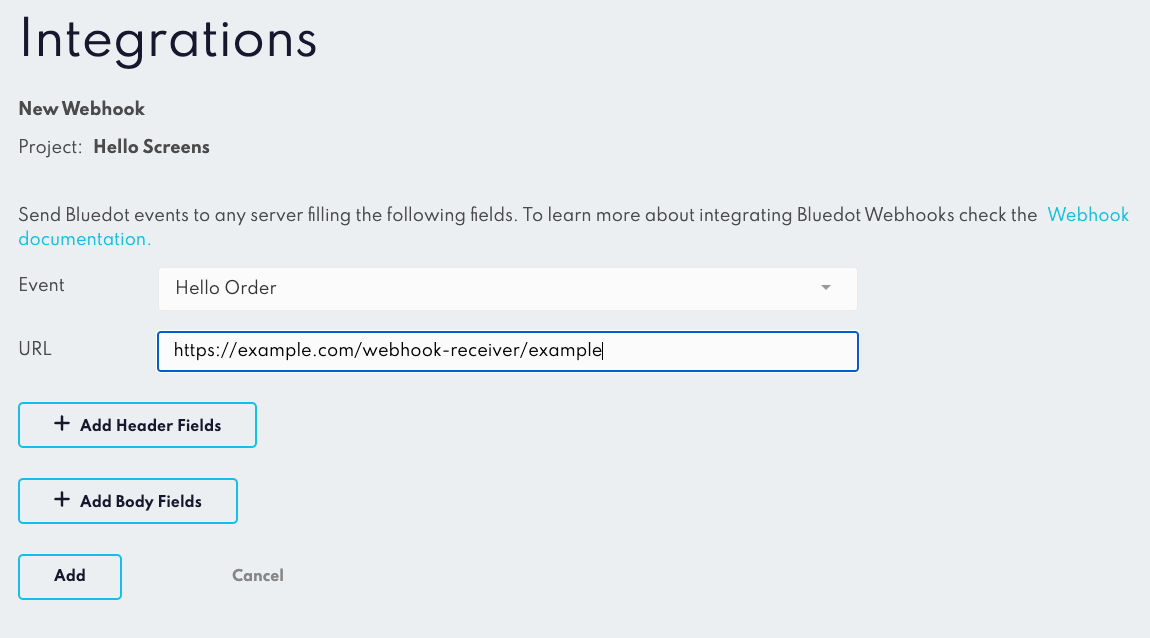 Integrations
New Webhook
Project: Hello Screens
Send Bluedot events to any server filling the following fields. To learn more about integrating Bluedot Webhooks check the Webhook
documentation.
Event Hello Order
URL https://example.com/webhook-receiver/example
+ Add Header Fields
+ Add Body Fields
Add Cancel